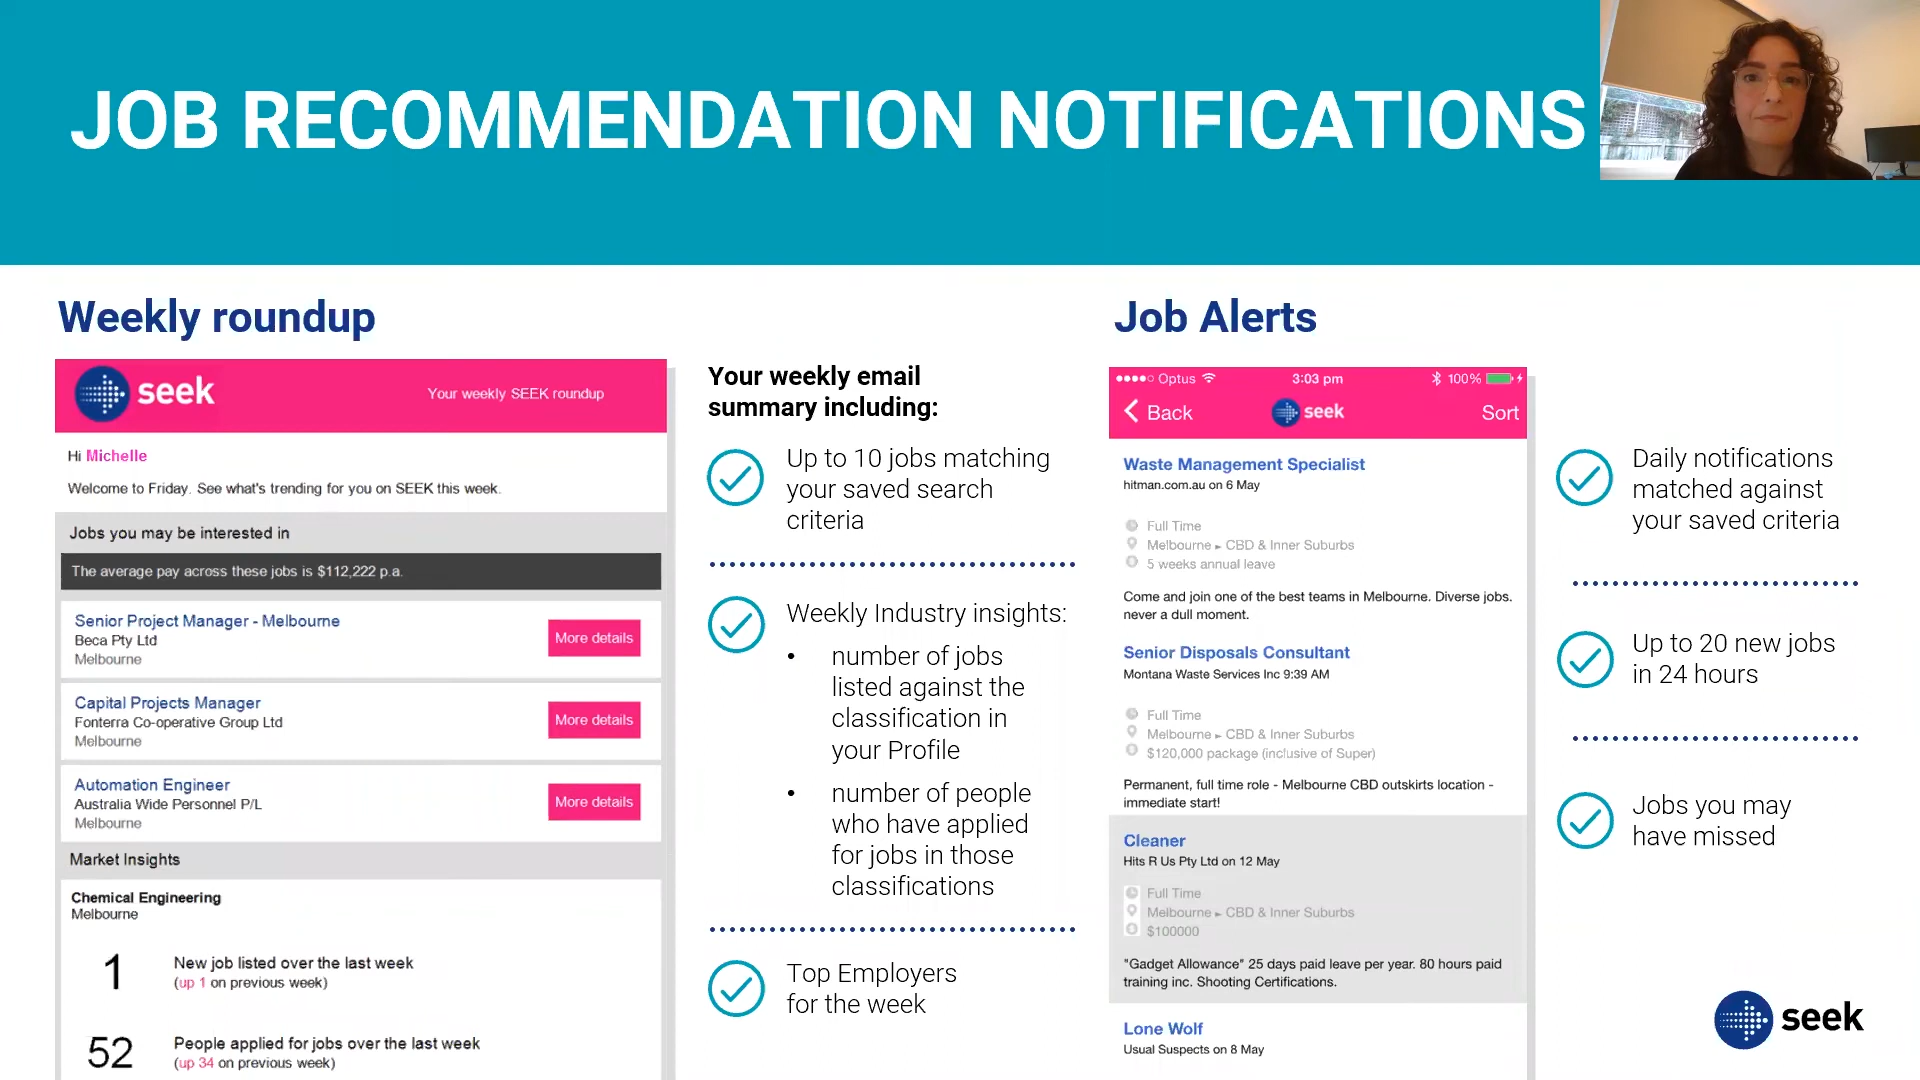 JOB RECOMMENDATION NOTIFICATIONS
Weekly roundup
seek
Your weekly SEEK roundup
Hi Michelle
Welcome to Friday. See what's trending for you on SEEK this week.
Jobs you may be interested in
The average pay across these jobs is $112,222 p.a.
Senior Project Manager - Melbourne
Beca Pty Ltd
Melbourne
More details
Capital Projects Manager
Fonterra Co-operative Group Ltd
Melbourne
More details
Automation Engineer
Australia Wide Personnel P/L
Melbourne
More details
Market Insights
Chemical Engineering
Melbourne
1
New job listed over the last week
(up 1 on previous week)
52
People applied for jobs over the last week
(up 34 on previous week)
Your weekly email
summary including:
Up to 10 jobs matching
your saved search
criteria
Weekly Industry insights:
• number of jobs
listed against the
classification in
your Profile
• number of people
who have applied
for jobs in those
classifications
Top Employers
for the week
Job Alerts
Optus 3:03 pm 100%
Back seek Sort
Waste Management Specialist
hitman.com.au on 6 May
Full Time
Melbourne ► CBD & Inner Suburbs
5 weeks annual leave
Come and join one of the best teams in Melbourne. Diverse jobs.
never a dull moment.
Senior Disposals Consultant
Montana Waste Services Inc 9:39 AM
Full Time
Melbourne ► CBD & Inner Suburbs
$120,000 package (inclusive of Super)
Permanent, full time role - Melbourne CBD outskirts location -
immediate start!
Cleaner
Hits R Us Pty Ltd on 12 May
Full Time
Melbourne ► CBD & Inner Suburbs
$100000
"Gadget Allowance" 25 days paid leave per year. 80 hours paid
training inc. Shooting Certifications.
Lone Wolf
Usual Suspects on 8 May
Daily notifications
matched against
your saved criteria
Up to 20 new jobs
in 24 hours
Jobs you may
have missed
seek